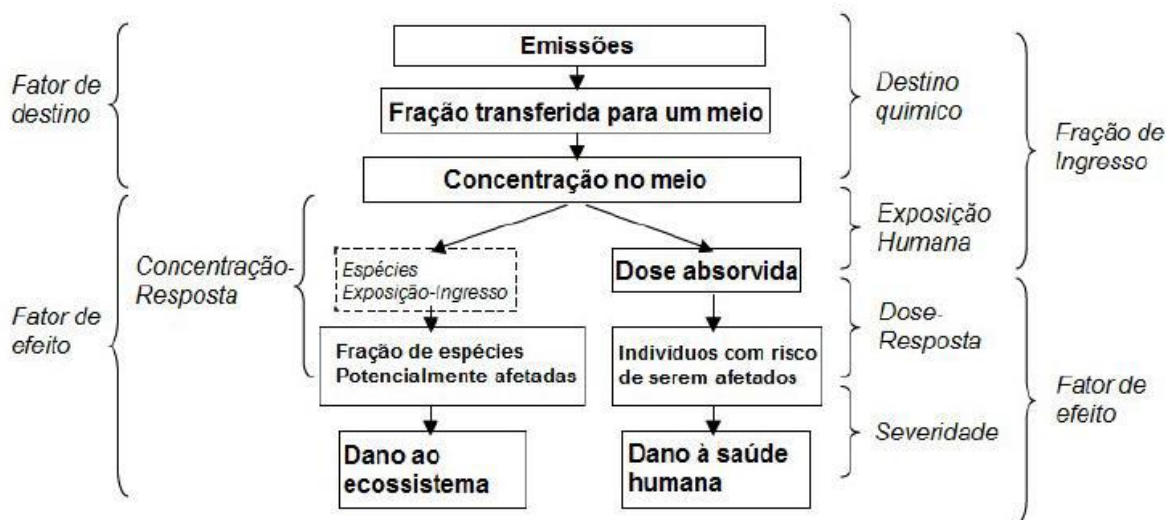 Emissões
Fator de
destino
Destino
químico
Fração transferida para um meio
Fração de
Ingresso
Concentração no meio
Exposição
Humana
Concentração-
Resposta
Espécies
Exposição-Ingresso
Dose absorvida
Fator de
efeito
Dose-
Resposta
Fração de espécies
Potencialmente afetadas
Individuos com risco
de serem afetados
Fator de
efeito
Severidade
Dano ao
ecossistema
Dano à saúde
humana